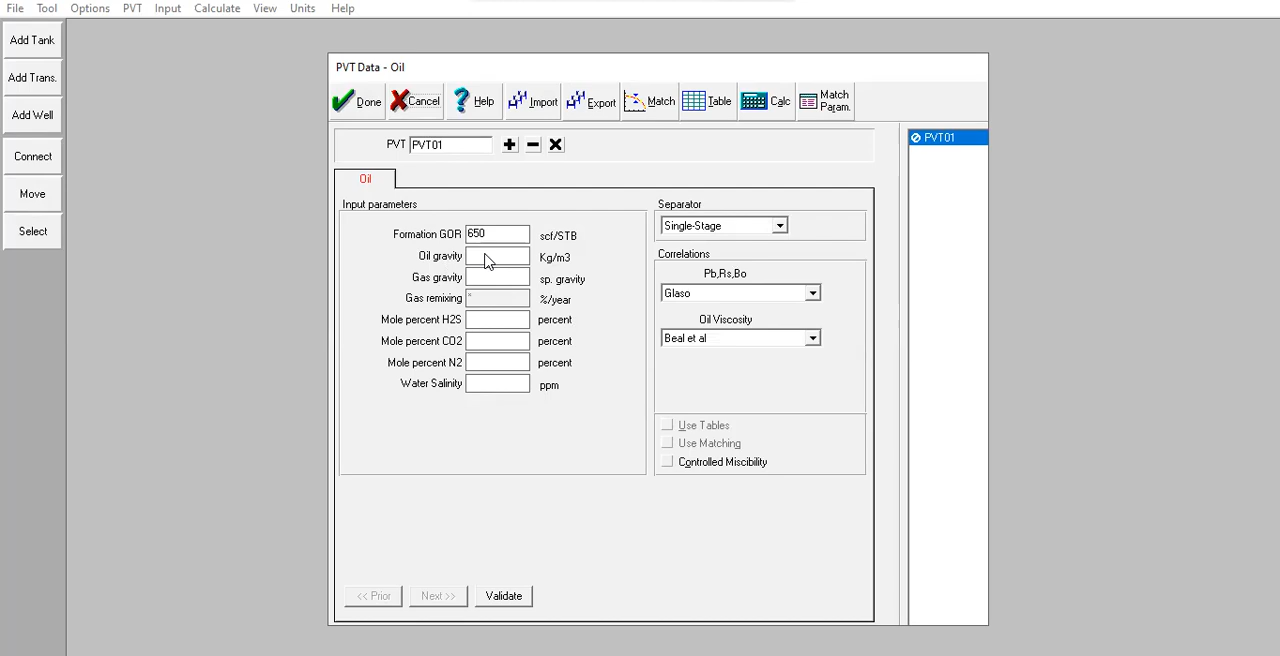 File Tool Options PVT Input Calculate View Units Help
Add Tank
Add Trans.
Add Well
Connect
Move
Select
PVT Data - Oil
Done Cancel Help Import Export Match Table Calc Match Param.
PVT PVT01
PVT01
Oil
Input parameters
Formation GOR 650 scf/STB
Oil gravity Kg/m3
Gas gravity sp. gravity
Gas remixing * %/year
Mole percent H2S percent
Mole percent CO2 percent
Mole percent N2 percent
Water Salinity ppm
Separator
Single-Stage
Correlations
Pb,Rs,Bo
Glaso
Oil Viscosity
Beal et al
Use Tables
Use Matching
Controlled Miscibility
<< Prior Next >> Validate